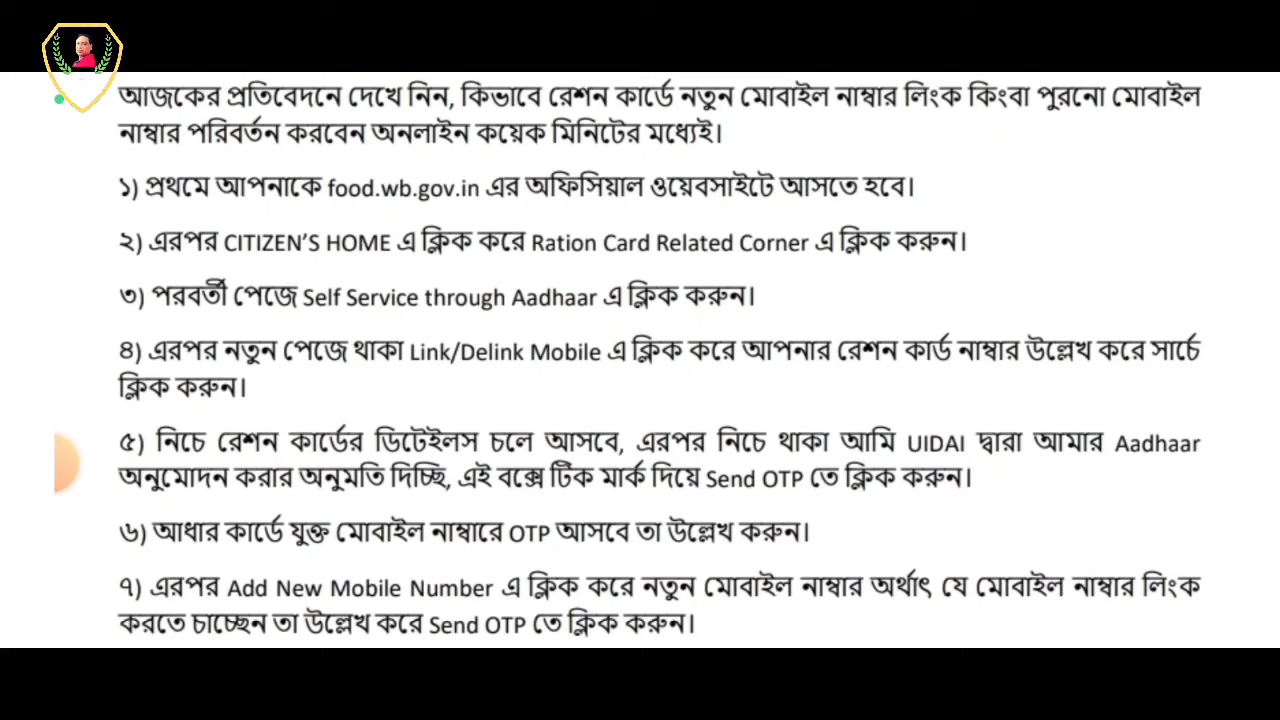 আজকের প্রতিবেদনে দেখে নিন, কিভাবে রেশন কার্ডে নতুন মোবাইল নাম্বার লিংক কিংবা পুরনো মোবাইল
নাম্বার পরিবর্তন করবেন অনলাইন কয়েক মিনিটের মধ্যেই।
১) প্রথমে আপনাকে food.wb.gov.in এর অফিসিয়াল ওয়েবসাইটে আসতে হবে।
২) এরপর CITIZEN’S HOME এ ক্লিক করে Ration Card Related Corner এ ক্লিক করুন।
৩) পরবর্তী পেজে Self Service through Aadhaar এ ক্লিক করুন।
৪) এরপর নতুন পেজে থাকা Link/Delink Mobile এ ক্লিক করে আপনার রেশন কার্ড নাম্বার উল্লেখ করে সার্চে
ক্লিক করুন।
৫) নিচে রেশন কার্ডের ডিটেইলস চলে আসবে, এরপর নিচে থাকা আমি UIDAI দ্বারা আমার Aadhaar
অনুমোদন করার অনুমতি দিচ্ছি, এই বক্সে টিক মার্ক দিয়ে Send OTP তে ক্লিক করুন।
৬) আধার কার্ডে যুক্ত মোবাইল নাম্বারে OTP আসবে তা উল্লেখ করুন।
৭) এরপর Add New Mobile Number এ ক্লিক করে নতুন মোবাইল নাম্বার অর্থাৎ যে মোবাইল নাম্বার লিংক
করতে চাচ্ছেন তা উল্লেখ করে Send OTP তে ক্লিক করুন।